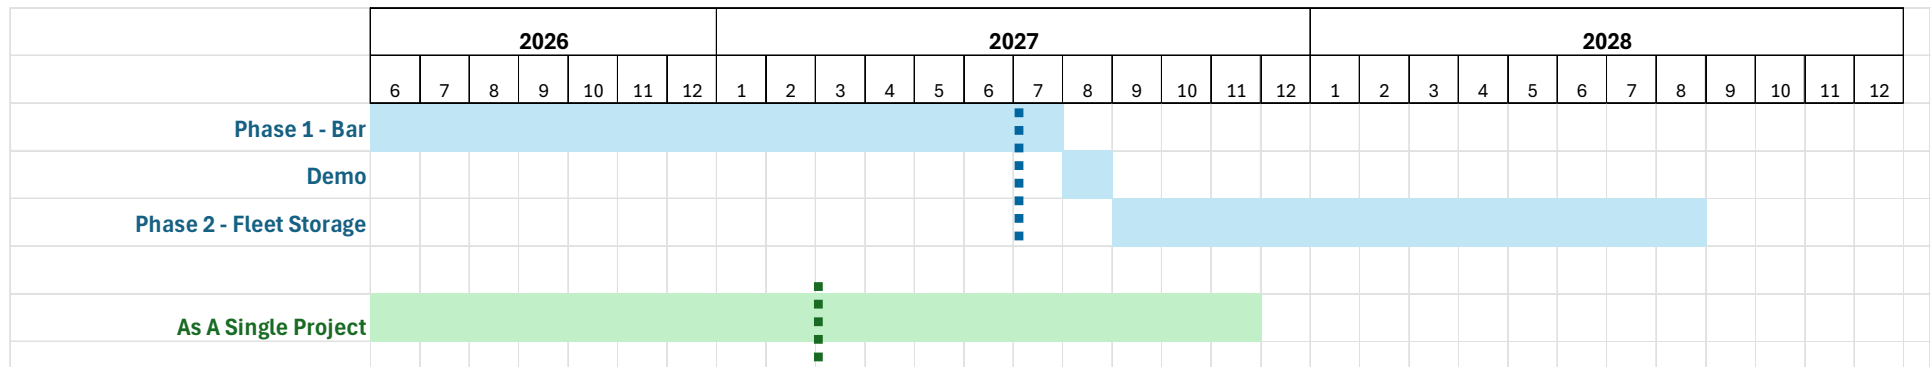 2026 2027 2028
6 7 8 9 10 11 12 1 2 3 4 5 6 7 8 9 10 11 12 1 2 3 4 5 6 7 8 9 10 11 12
Phase 1 - Bar
Demo
Phase 2 - Fleet Storage
As A Single Project